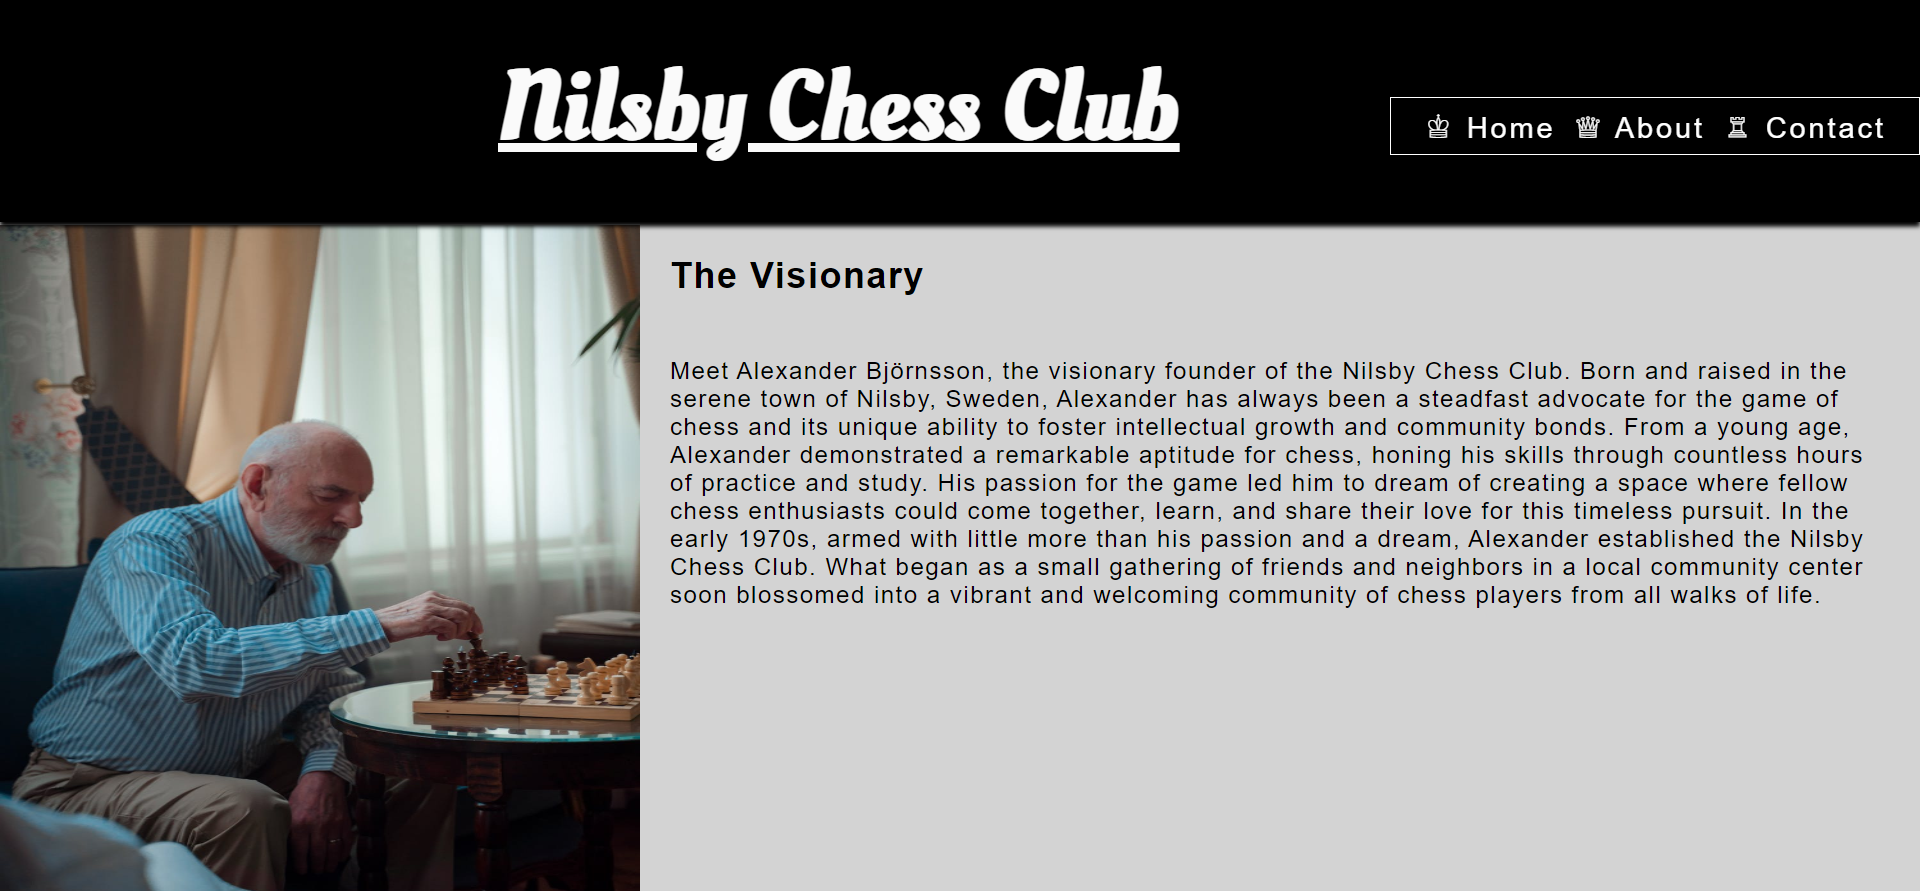 Nilsby Chess Club
♔ Home ♕ About ♖ Contact
The Visionary
Meet Alexander Björnsson, the visionary founder of the Nilsby Chess Club. Born and raised in the
serene town of Nilsby, Sweden, Alexander has always been a steadfast advocate for the game of
chess and its unique ability to foster intellectual growth and community bonds. From a young age,
Alexander demonstrated a remarkable aptitude for chess, honing his skills through countless hours
of practice and study. His passion for the game led him to dream of creating a space where fellow
chess enthusiasts could come together, learn, and share their love for this timeless pursuit. In the
early 1970s, armed with little more than his passion and a dream, Alexander established the Nilsby
Chess Club. What began as a small gathering of friends and neighbors in a local community center
soon blossomed into a vibrant and welcoming community of chess players from all walks of life.